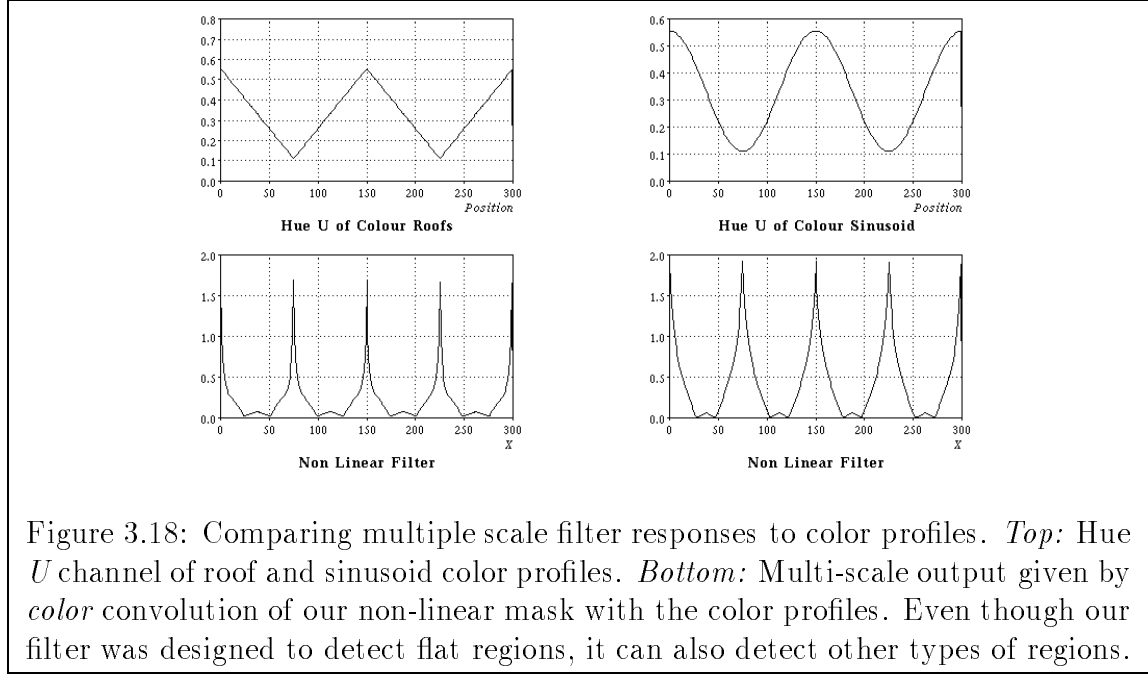 0.8
0.7
0.6
0.5
0.4
0.3
0.2
0.1
0.0
0 50 100 150 200 250 300
Position
Hue U of Colour Roofs
0.6
0.5
0.4
0.3
0.2
0.1
0.0
0 50 100 150 200 250 300
Position
Hue U of Colour Sinusoid
2.0
1.5
1.0
0.5
0.0
0 50 100 150 200 250 300
X
Non Linear Filter
2.0
1.5
1.0
0.5
0.0
0 50 100 150 200 250 300
X
Non Linear Filter
Figure 3.18: Comparing multiple scale filter responses to color profiles. Top: Hue
U channel of roof and sinusoid color profiles. Bottom: Multi-scale output given by
color convolution of our non-linear mask with the color profiles. Even though our
filter was designed to detect flat regions, it can also detect other types of regions.